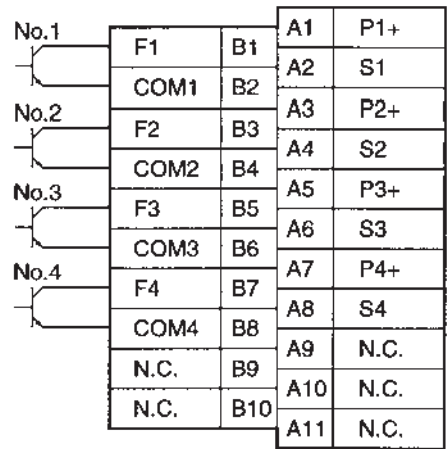 No.1
No.2
No.3
No.4
F1 B1
COM1 B2
F2 B3
COM2 B4
F3 B5
COM3 B6
F4 B7
COM4 B8
N.C. B9
N.C. B10
A1 P1+
A2 S1
A3 P2+
A4 S2
A5 P3+
A6 S3
A7 P4+
A8 S4
A9 N.C.
A10 N.C.
A11 N.C.